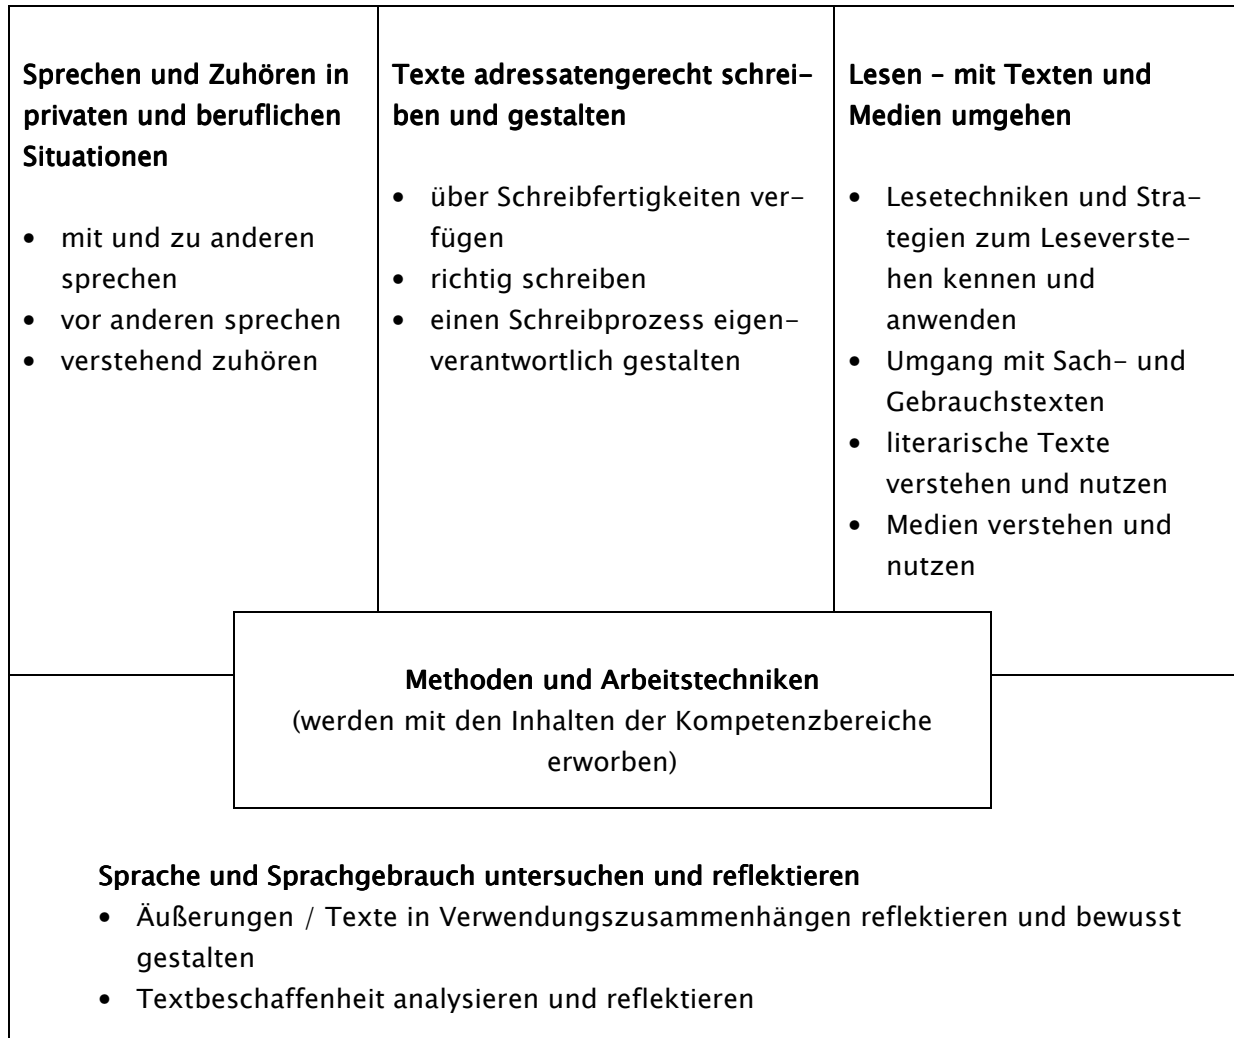 Sprechen und Zuhören in
privaten und beruflichen
Situationen
• mit und zu anderen
sprechen
• vor anderen sprechen
• verstehend zuhören
Texte adressatengerecht schrei-
ben und gestalten
• über Schreibfertigkeiten ver-
fügen
• richtig schreiben
• einen Schreibprozess eigen-
verantwortlich gestalten
Lesen – mit Texten und
Medien umgehen
• Lesetechniken und Stra-
tegien zum Leseverste-
hen kennen und
anwenden
• Umgang mit Sach- und
Gebrauchstexten
• literarische Texte
verstehen und nutzen
• Medien verstehen und
nutzen
Methoden und Arbeitstechniken
(werden mit den Inhalten der Kompetenzbereiche
erworben)
Sprache und Sprachgebrauch untersuchen und reflektieren
• Äußerungen / Texte in Verwendungszusammenhängen reflektieren und bewusst
gestalten
• Textbeschaffenheit analysieren und reflektieren